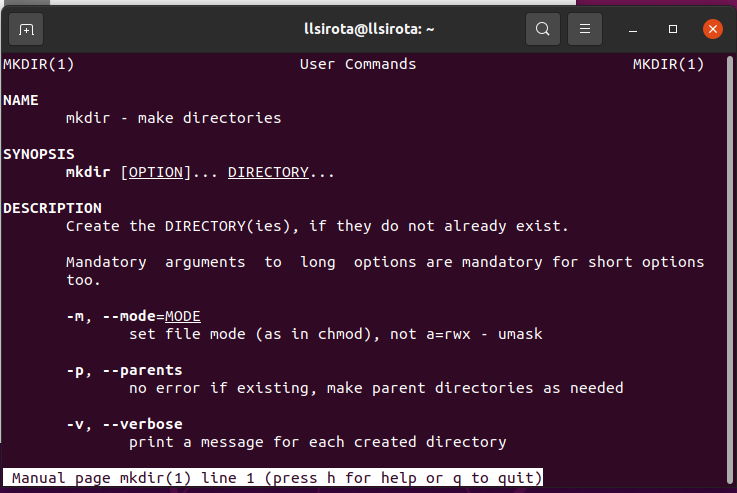 llsirota@llsirota: ~
MKDIR(1) User Commands MKDIR(1)
NAME
mkdir - make directories
SYNOPSIS
mkdir [OPTION]... DIRECTORY...
DESCRIPTION
Create the DIRECTORY(ies), if they do not already exist.
Mandatory arguments to long options are mandatory for short options
too.
-m, --mode=MODE
set file mode (as in chmod), not a=rwx - umask
-p, --parents
no error if existing, make parent directories as needed
-v, --verbose
print a message for each created directory
Manual page mkdir(1) line 1 (press h for help or q to quit)